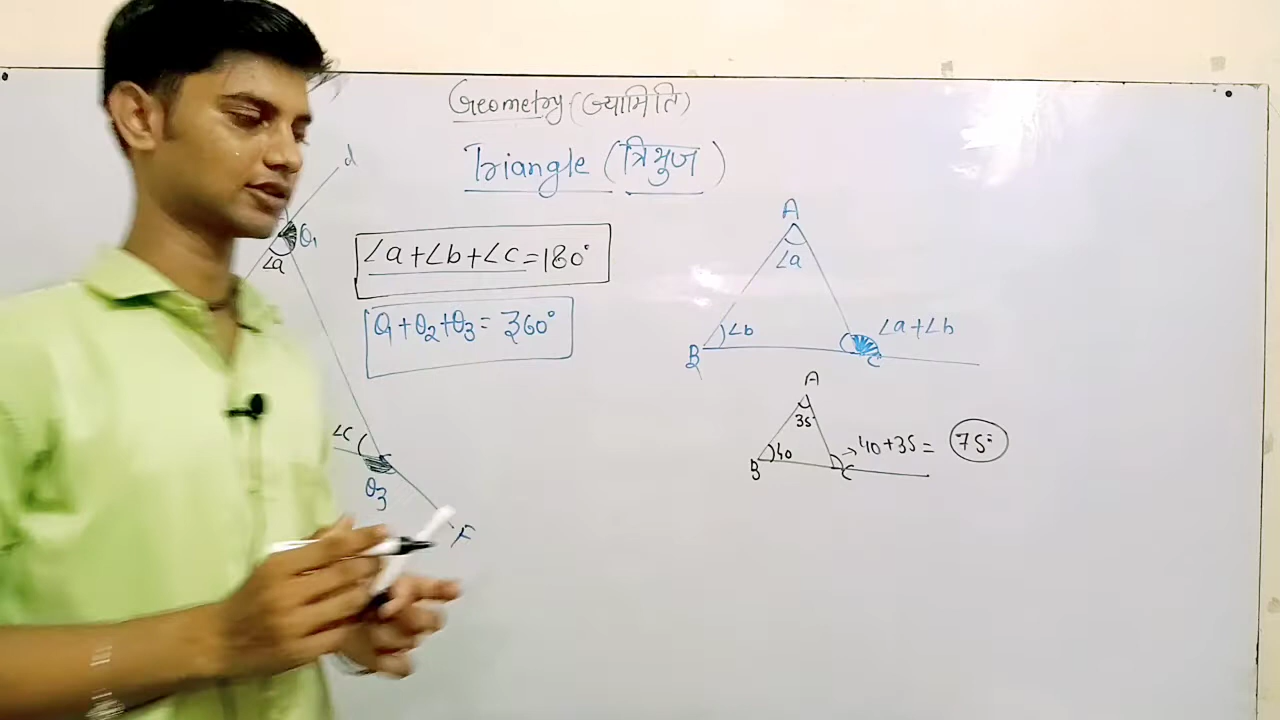 Geometry (ज्यामिति)
Triangle (त्रिभुज)
d
θ1
∠a
∠a+∠b+∠c=180°
θ1+θ2+θ3=360°
∠c
θ3
F
A
∠a
∠b
∠a+∠b
B
C
A
35°
40
B
C
→40+35= 75°